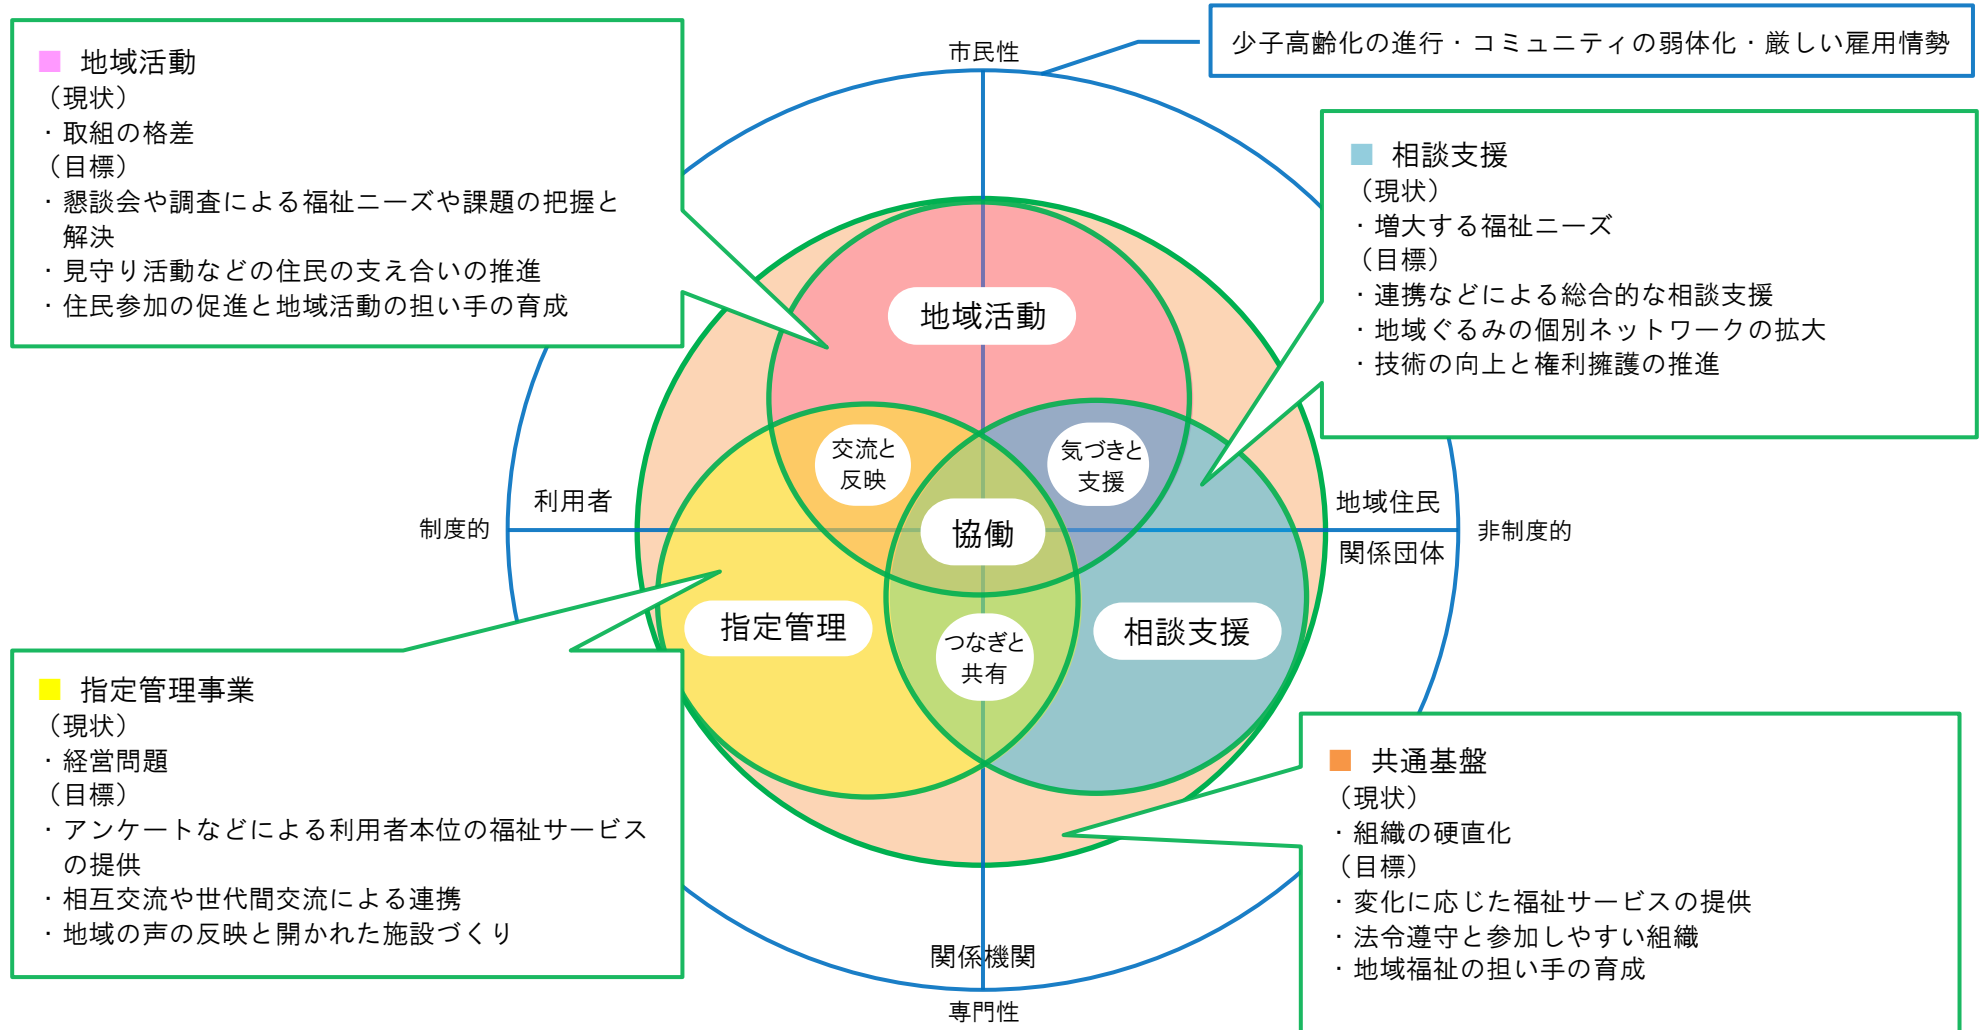 少子高齢化の進行・コミュニティの弱体化・厳しい雇用情勢
市民性
■ 地域活動
（現状）
・取組の格差
（目標）
・懇談会や調査による福祉ニーズや課題の把握と
解決
・見守り活動などの住民の支え合いの推進
・住民参加の促進と地域活動の担い手の育成
■ 相談支援
（現状）
・増大する福祉ニーズ
（目標）
・連携などによる総合的な相談支援
・地域ぐるみの個別ネットワークの拡大
・技術の向上と権利擁護の推進
地域活動
交流と
反映
気づきと
支援
制度的
利用者
協働
地域住民
関係団体
非制度的
指定管理
つなぎと
共有
相談支援
■ 指定管理事業
（現状）
・経営問題
（目標）
・アンケートなどによる利用者本位の福祉サービス
の提供
・相互交流や世代間交流による連携
・地域の声の反映と開かれた施設づくり
■ 共通基盤
（現状）
・組織の硬直化
（目標）
・変化に応じた福祉サービスの提供
・法令遵守と参加しやすい組織
・地域福祉の担い手の育成
関係機関
専門性